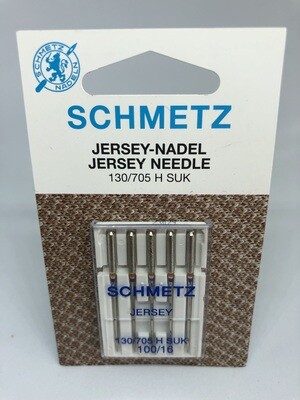 SCHMETZ
NADELN
SCHMETZ
JERSEY-NADEL
JERSEY NEEDLE
130/705 H SUK
SCHMETZ
JERSEY
130/705 H SUK
100/16